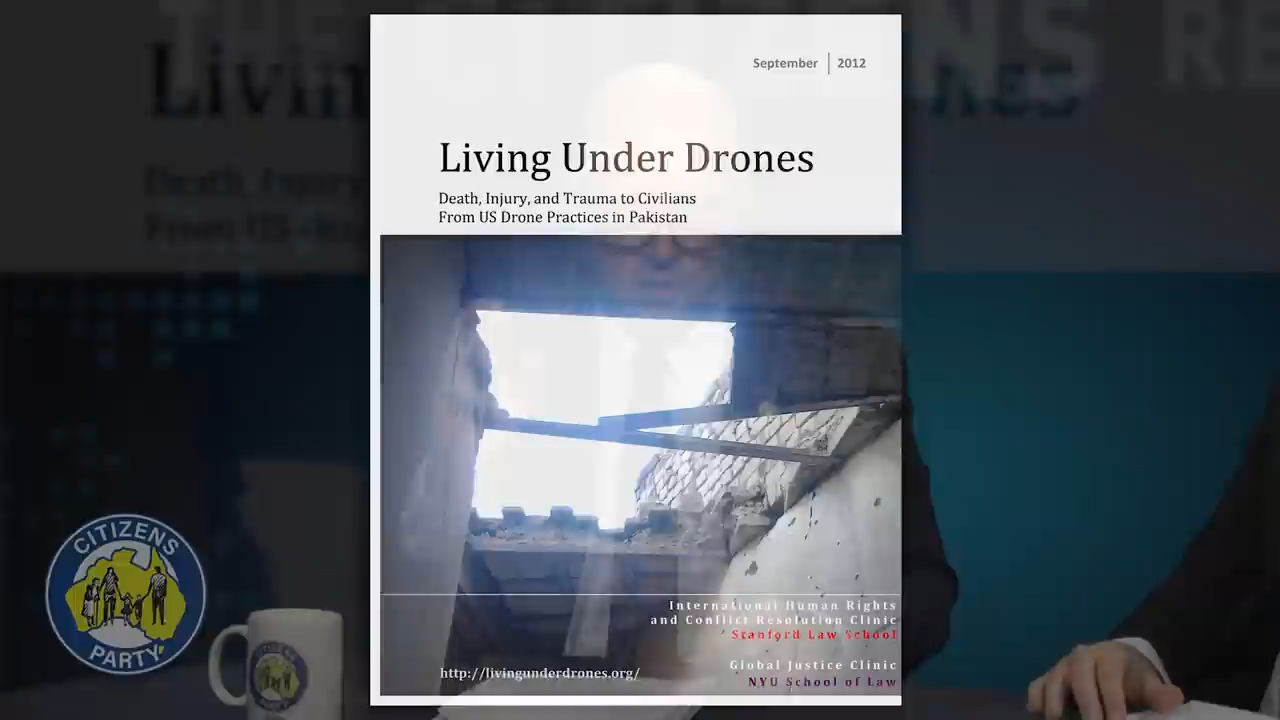 September | 2012
Living Under Drones
Death, Injury, and Trauma to Civilians
From US Drone Practices in Pakistan
International Human Rights
and Conflict Resolution Clinic
Stanford Law School
http://livingunderdrones.org/
Global Justice Clinic
NYU School of Law
CITIZENS
PARTY